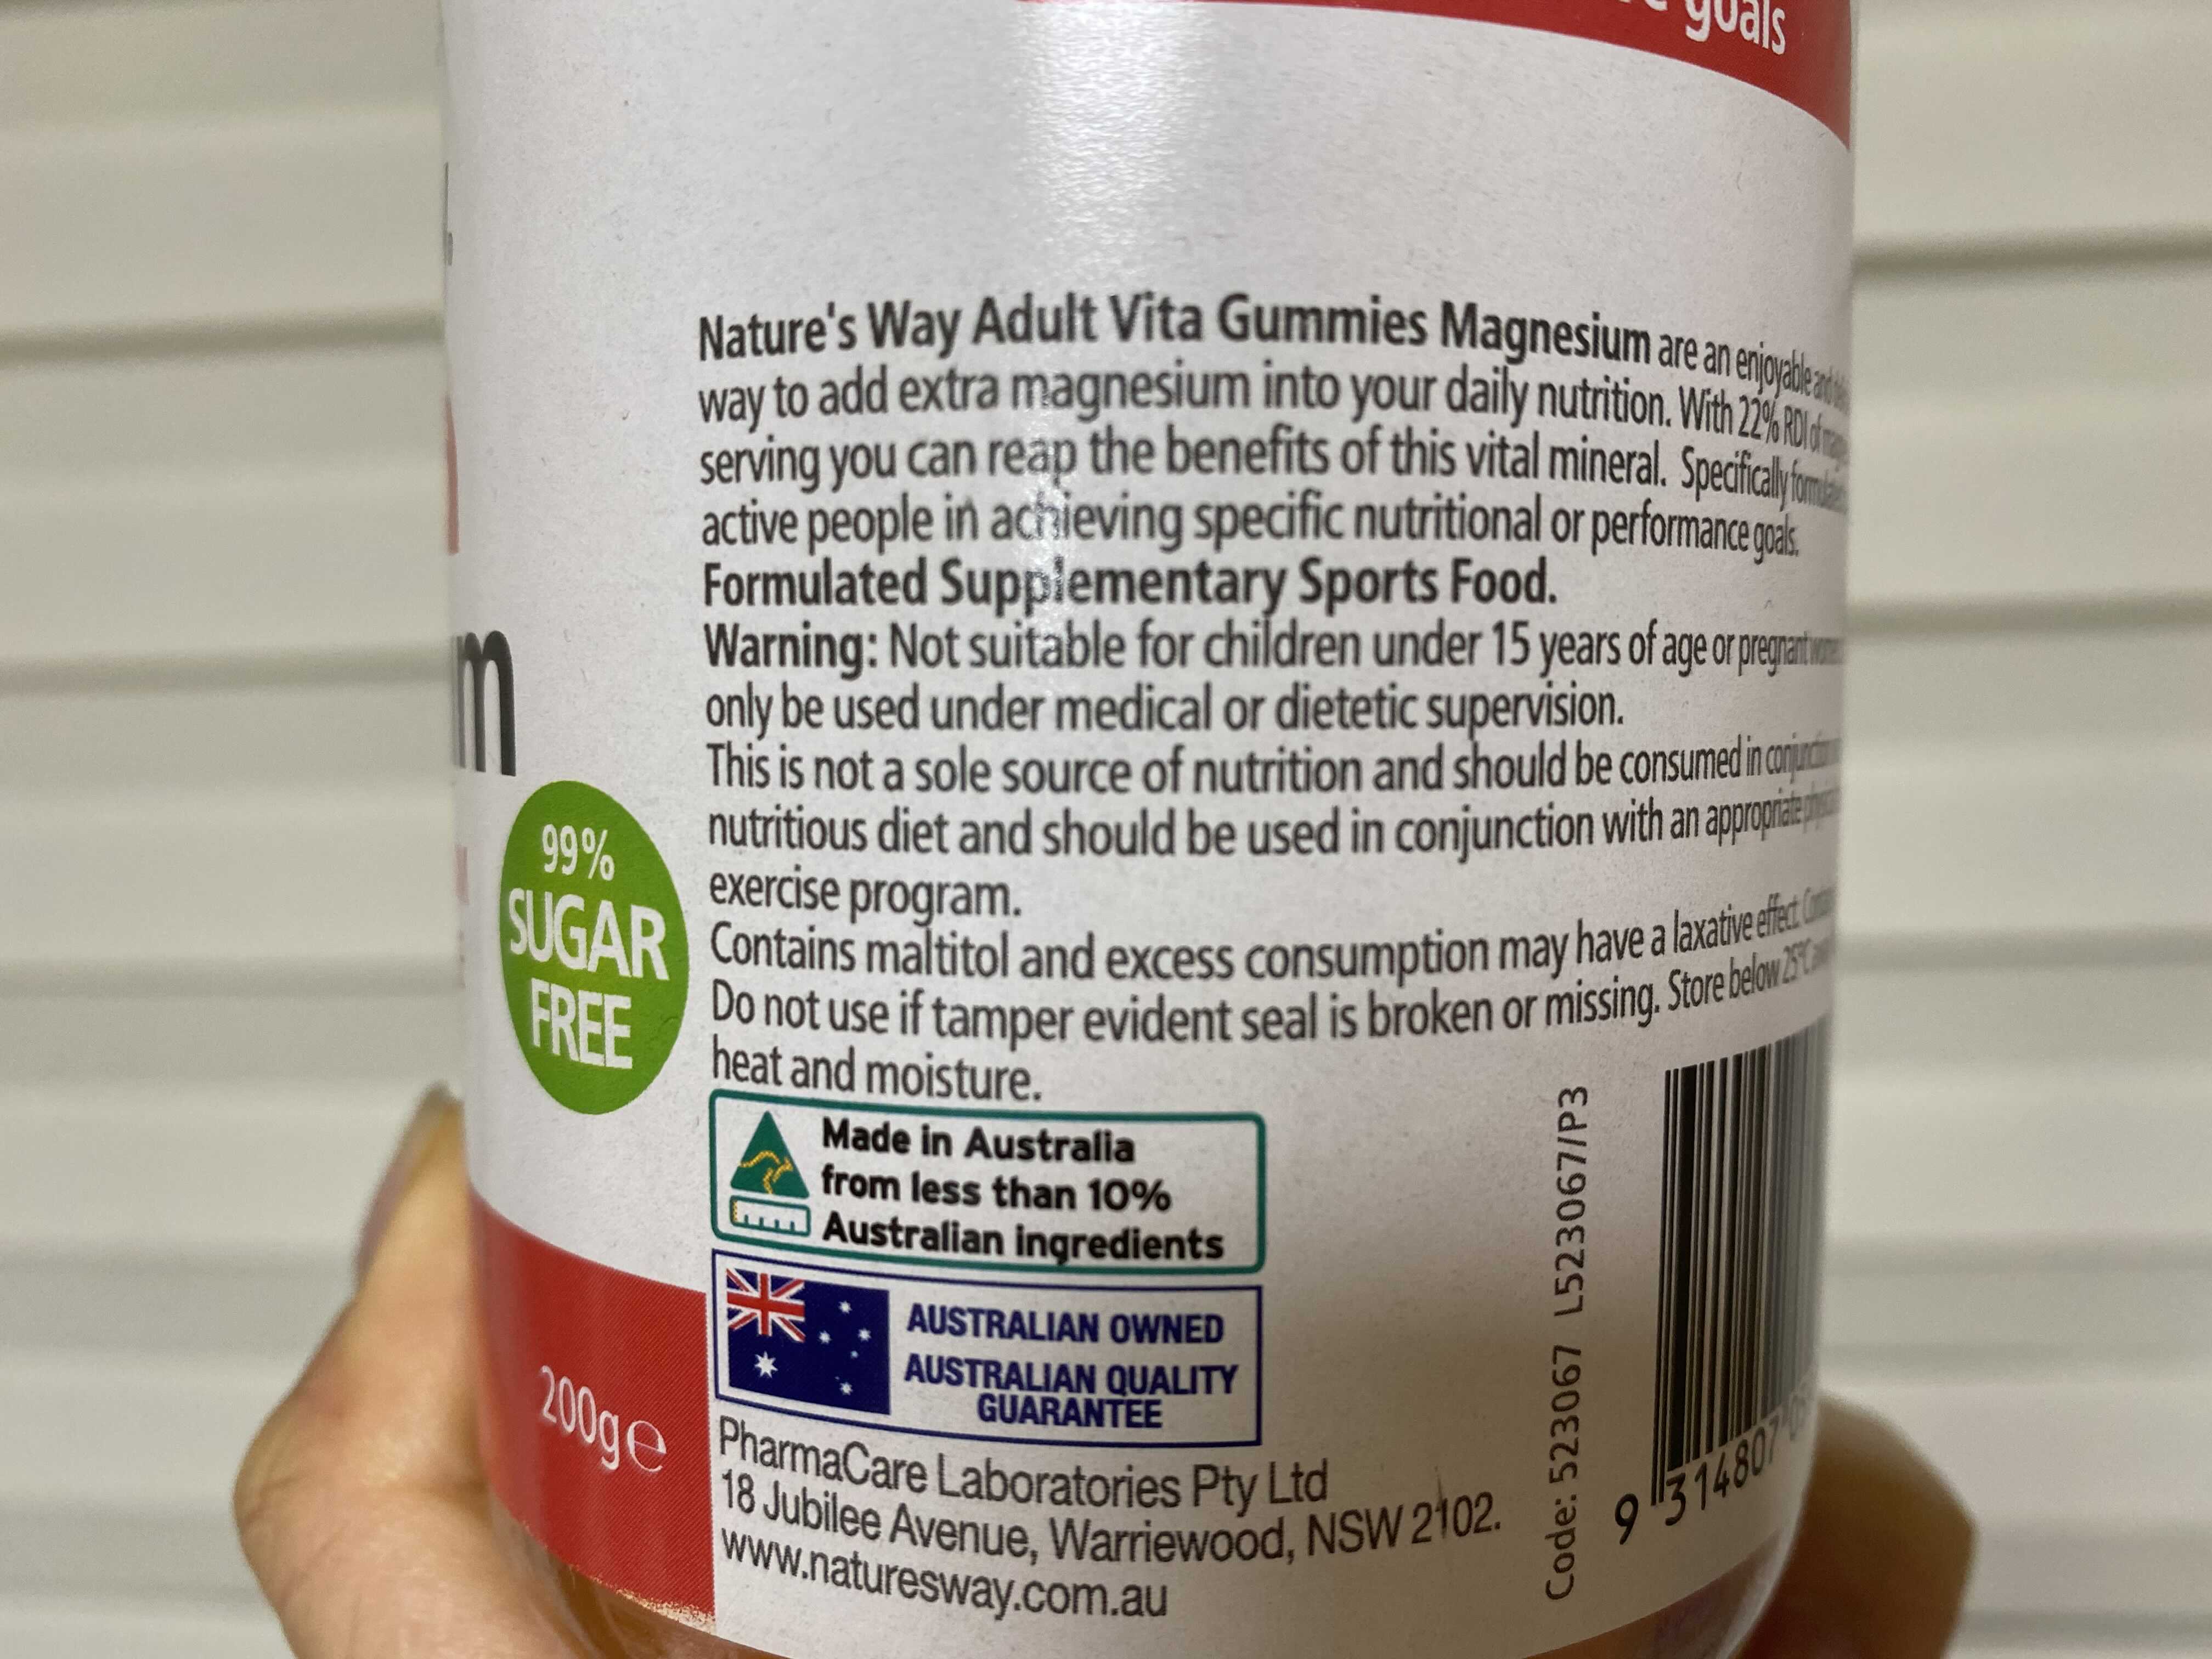 goals
Nature's Way Adult Vita Gummies Magnesium are an enjoyable and
way to add extra magnesium into your daily nutrition. With 22% RDI of
serving you can reap the benefits of this vital mineral. Specifically
active people in achieving specific nutritional or performance goals.
Formulated Supplementary Sports Food.
Warning: Not suitable for children under 15 years of age or pregnant
only be used under medical or dietetic supervision.
This is not a sole source of nutrition and should be consumed in
nutritious diet and should be used in conjunction with an appropriate
exercise program.
Contains maltitol and excess consumption may have a laxative effect.
Do not use if tamper evident seal is broken or missing. Store below 25°C
heat and moisture.
m
99%
SUGAR
FREE
Made in Australia
from less than 10%
Australian ingredients
AUSTRALIAN OWNED
AUSTRALIAN QUALITY
GUARANTEE
200g e
PharmaCare Laboratories Pty Ltd
18 Jubilee Avenue, Warriewood, NSW 2102.
www.naturesway.com.au
Code: 523067 L523067/P3
9 314807